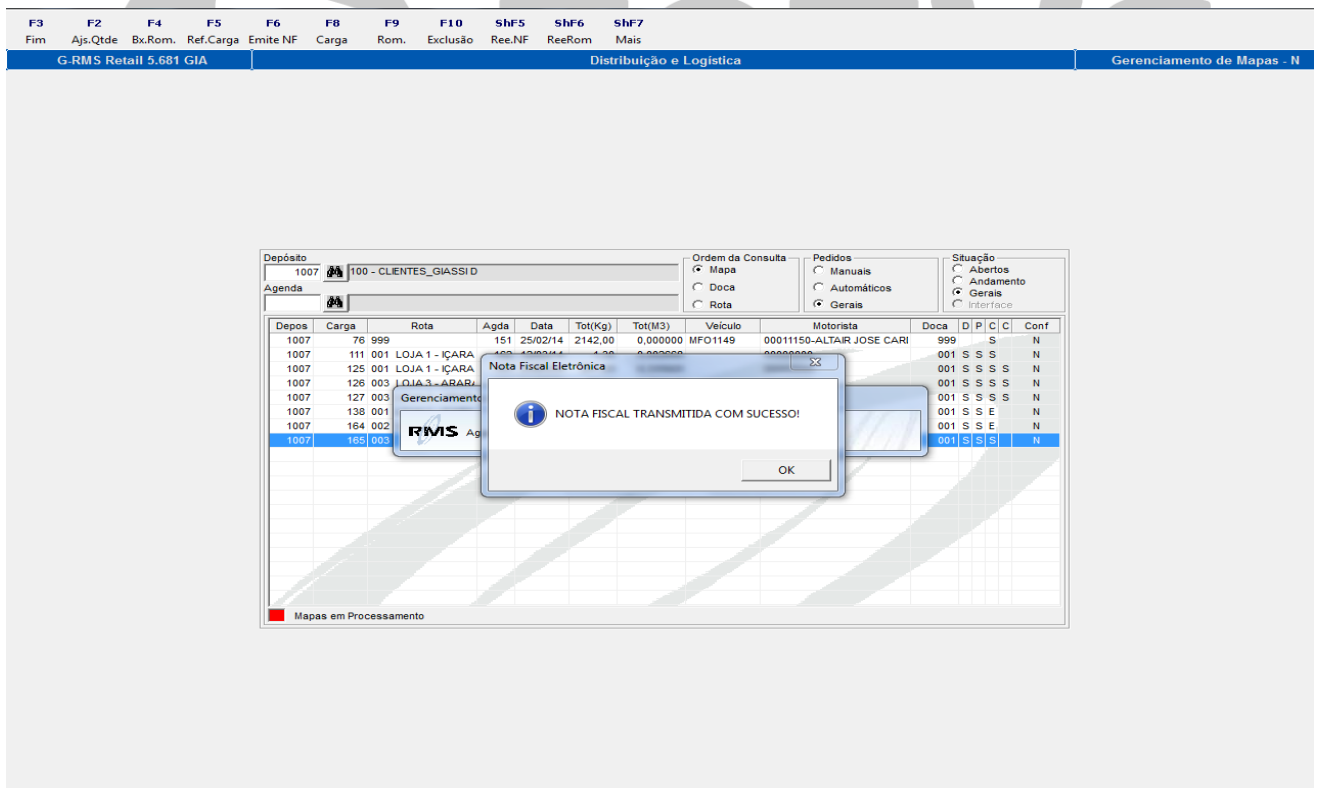 F3 F2 F4 F5 F6 F8 F9 F10 ShF5 ShF6 ShF7
Fim Ajs.Qtde Bx.Rom. Ref.Carga Emite NF Carga Rom. Exclusão Ree.NF ReeRom Mais
G-RMS Retail 5.681 GIA Distribuição e Logística Gerenciamento de Mapas - N
Depósito Ordem da Consulta Pedidos Situação
1007 100 - CLIENTES_GIASSI D Mapa Manuais Abertos
Agenda Doca Automáticos Andamento
Gerais
Rota Gerais Interface
Depos Carga Rota Agda Data Tot(Kg) Tot(M3) Veículo Motorista Doca D P C C Conf
1007 76 999 151 25/02/14 2142,00 0,000000 MFO1149 00011150-ALTAIR JOSE CARI 999 S N
1007 111 001 LOJA 1 - IÇARA 001 S S S N
1007 125 001 LOJA 1 - IÇARA 001 S S S S N
1007 126 003 LOJA 3 - ARAR 001 S S S S N
1007 127 003 001 S S S S N
1007 138 001 001 S S E N
1007 164 002 001 S S E N
1007 165 003 001 S S S N
Nota Fiscal Eletrônica
Gerenciamento
NOTA FISCAL TRANSMITIDA COM SUCESSO!
RMS Ag
OK
Mapas em Processamento